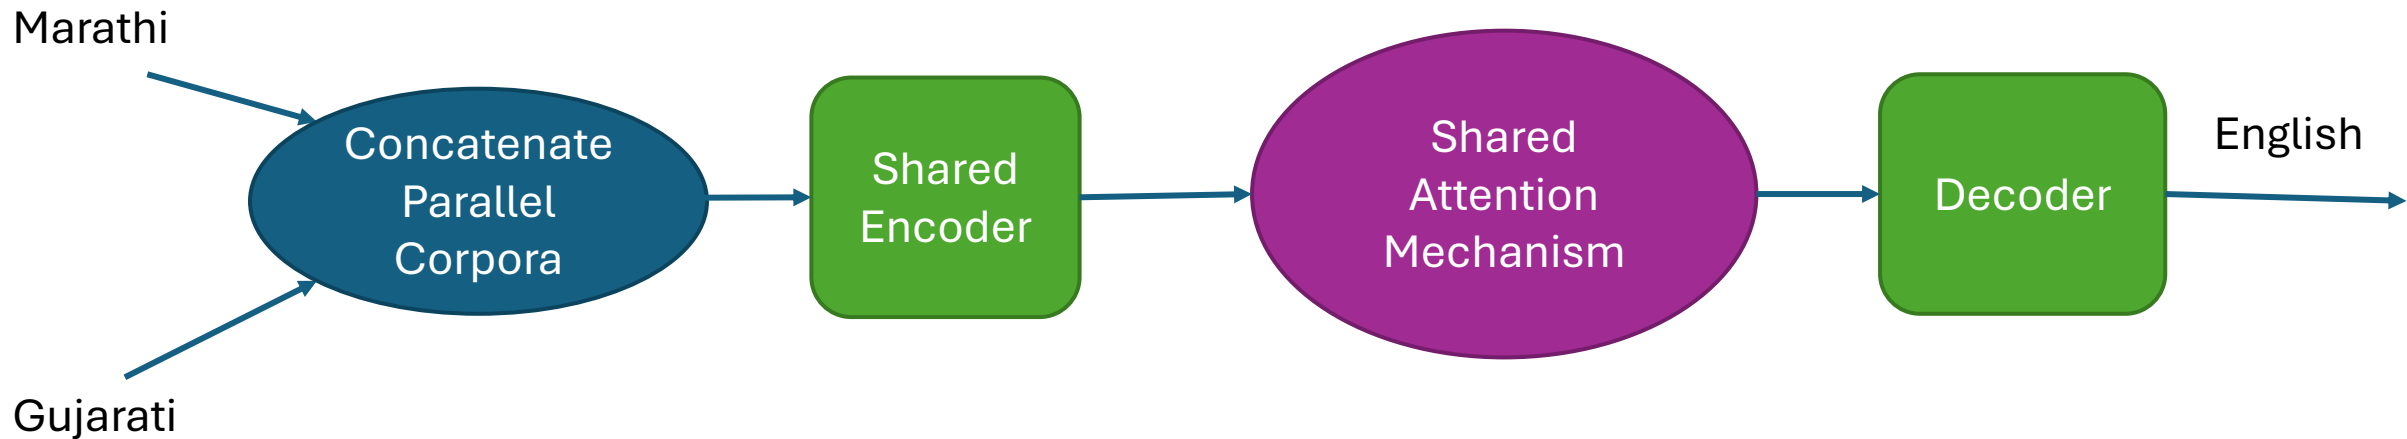 Marathi
Gujarati
Concatenate
Parallel
Corpora
Shared
Encoder
Shared
Attention
Mechanism
Decoder
English